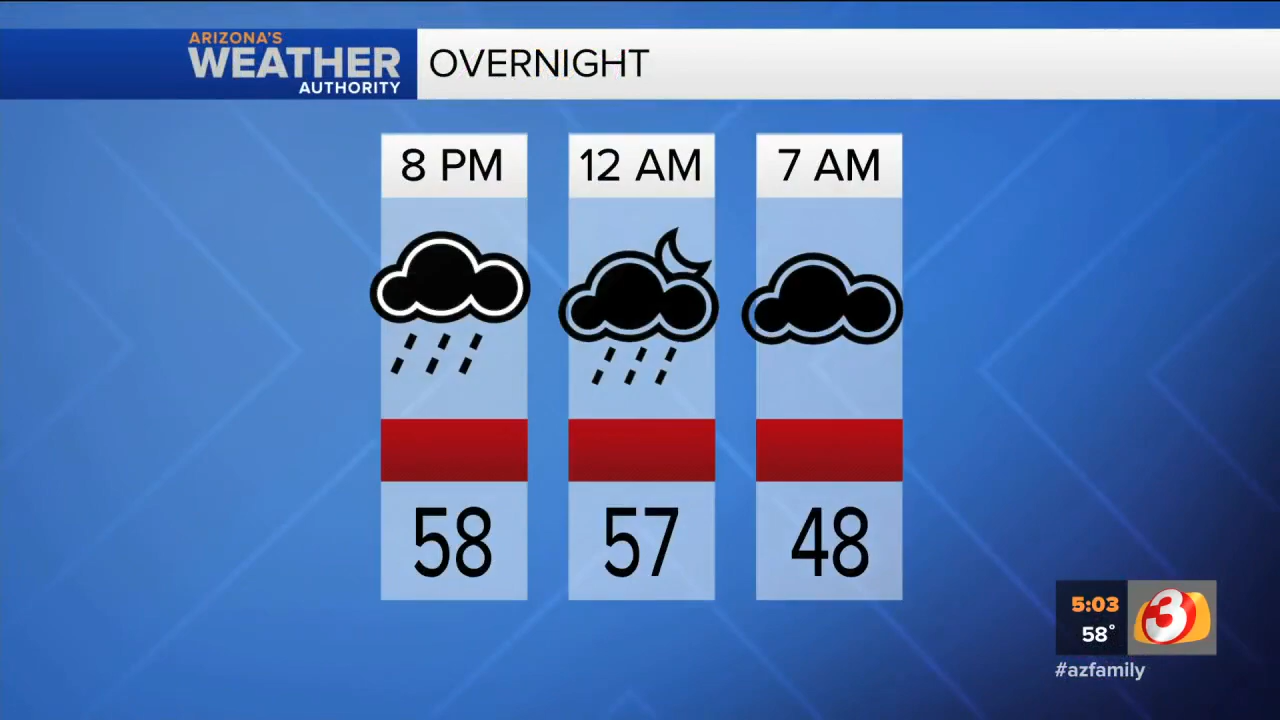 ARIZONA'S
WEATHER
AUTHORITY
OVERNIGHT
8 PM
12 AM
7 AM
58
57
48
5:03
58°
3
#azfamily